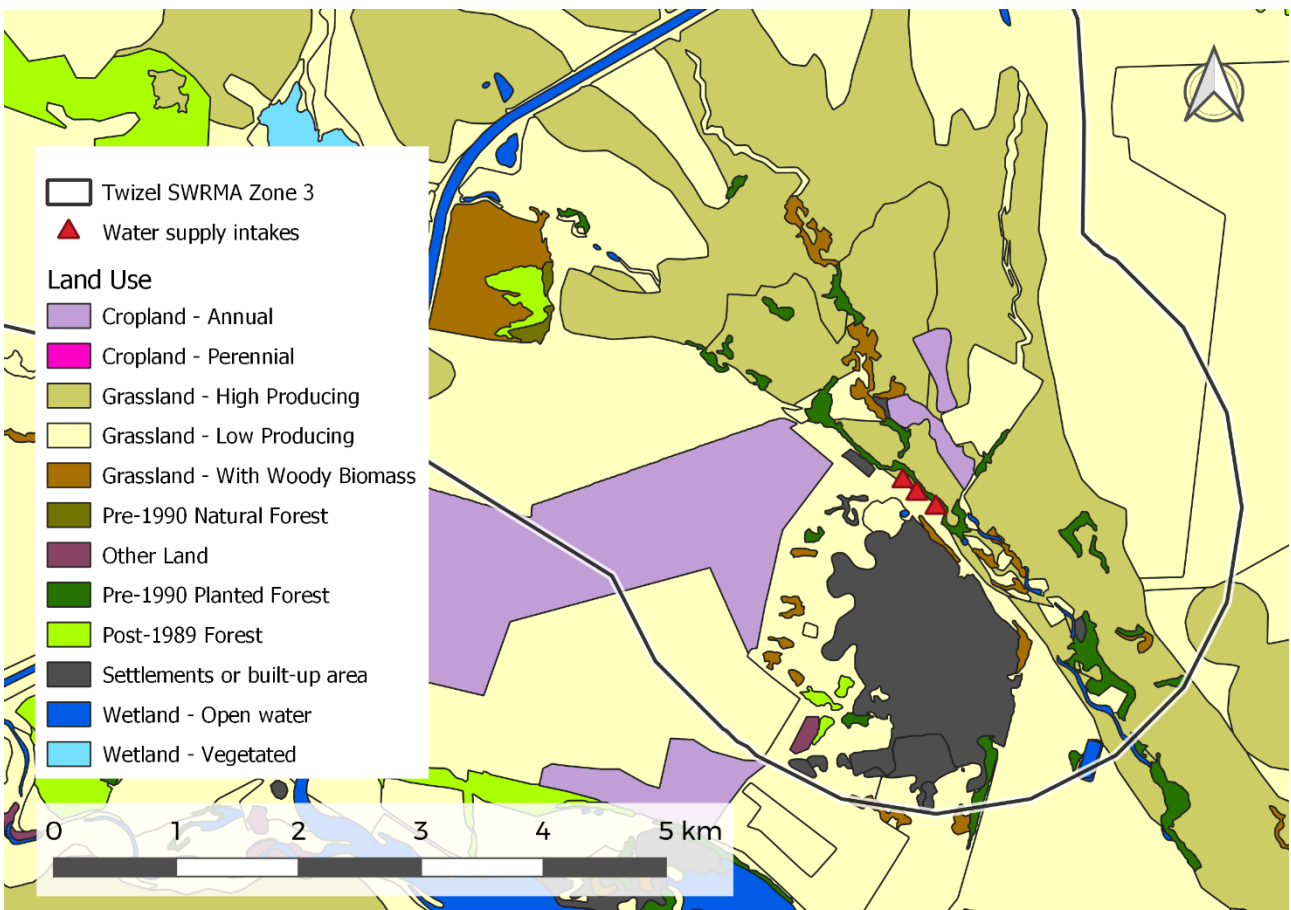 Twizel SWRMA Zone 3
Water supply intakes
Land Use
Cropland - Annual
Cropland - Perennial
Grassland - High Producing
Grassland - Low Producing
Grassland - With Woody Biomass
Pre-1990 Natural Forest
Other Land
Pre-1990 Planted Forest
Post-1989 Forest
Settlements or built-up area
Wetland - Open water
Wetland - Vegetated
0 1 2 3 4 5 km